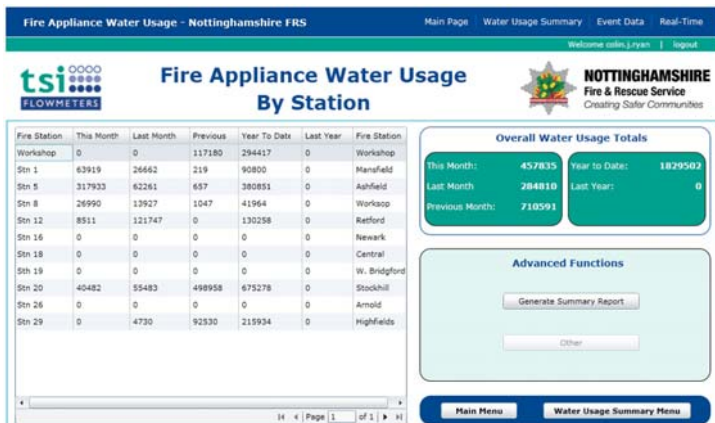 Fire Appliance Water Usage - Nottinghamshire FRS
Main Page Water Usage Summary Event Data Real-Time
Welcome colin.j.ryan | logout
tsi
FLOWMETERS
Fire Appliance Water Usage
By Station
NOTTINGHAMSHIRE
Fire & Rescue Service
Creating Safer Communities
Fire Station This Month Last Month Previous Year To Date Last Year Fire Station
Workshop 0 0 117180 294417 0 Workshop
Stn 1 63919 26662 219 90800 0 Mansfield
Stn 5 317933 62261 657 380851 0 Ashfield
Stn 8 26990 13927 1047 41964 0 Worksop
Stn 12 8511 121747 0 130258 0 Retford
Stn 16 0 0 0 0 0 Newark
Stn 18 0 0 0 0 0 Central
Sth 19 0 0 0 0 0 W. Bridgford
Stn 20 40482 55483 498958 675278 0 Stockhill
Stn 26 0 0 0 0 0 Arnold
Stn 29 0 4730 92530 215934 0 Highfields
Page 1 of 1
Overall Water Usage Totals
This Month: 457835 Year to Date: 1829502
Last Month 284810 Last Year: 0
Previous Month: 710591
Advanced Functions
Generate Summary Report
Other
Main Menu Water Usage Summary Menu